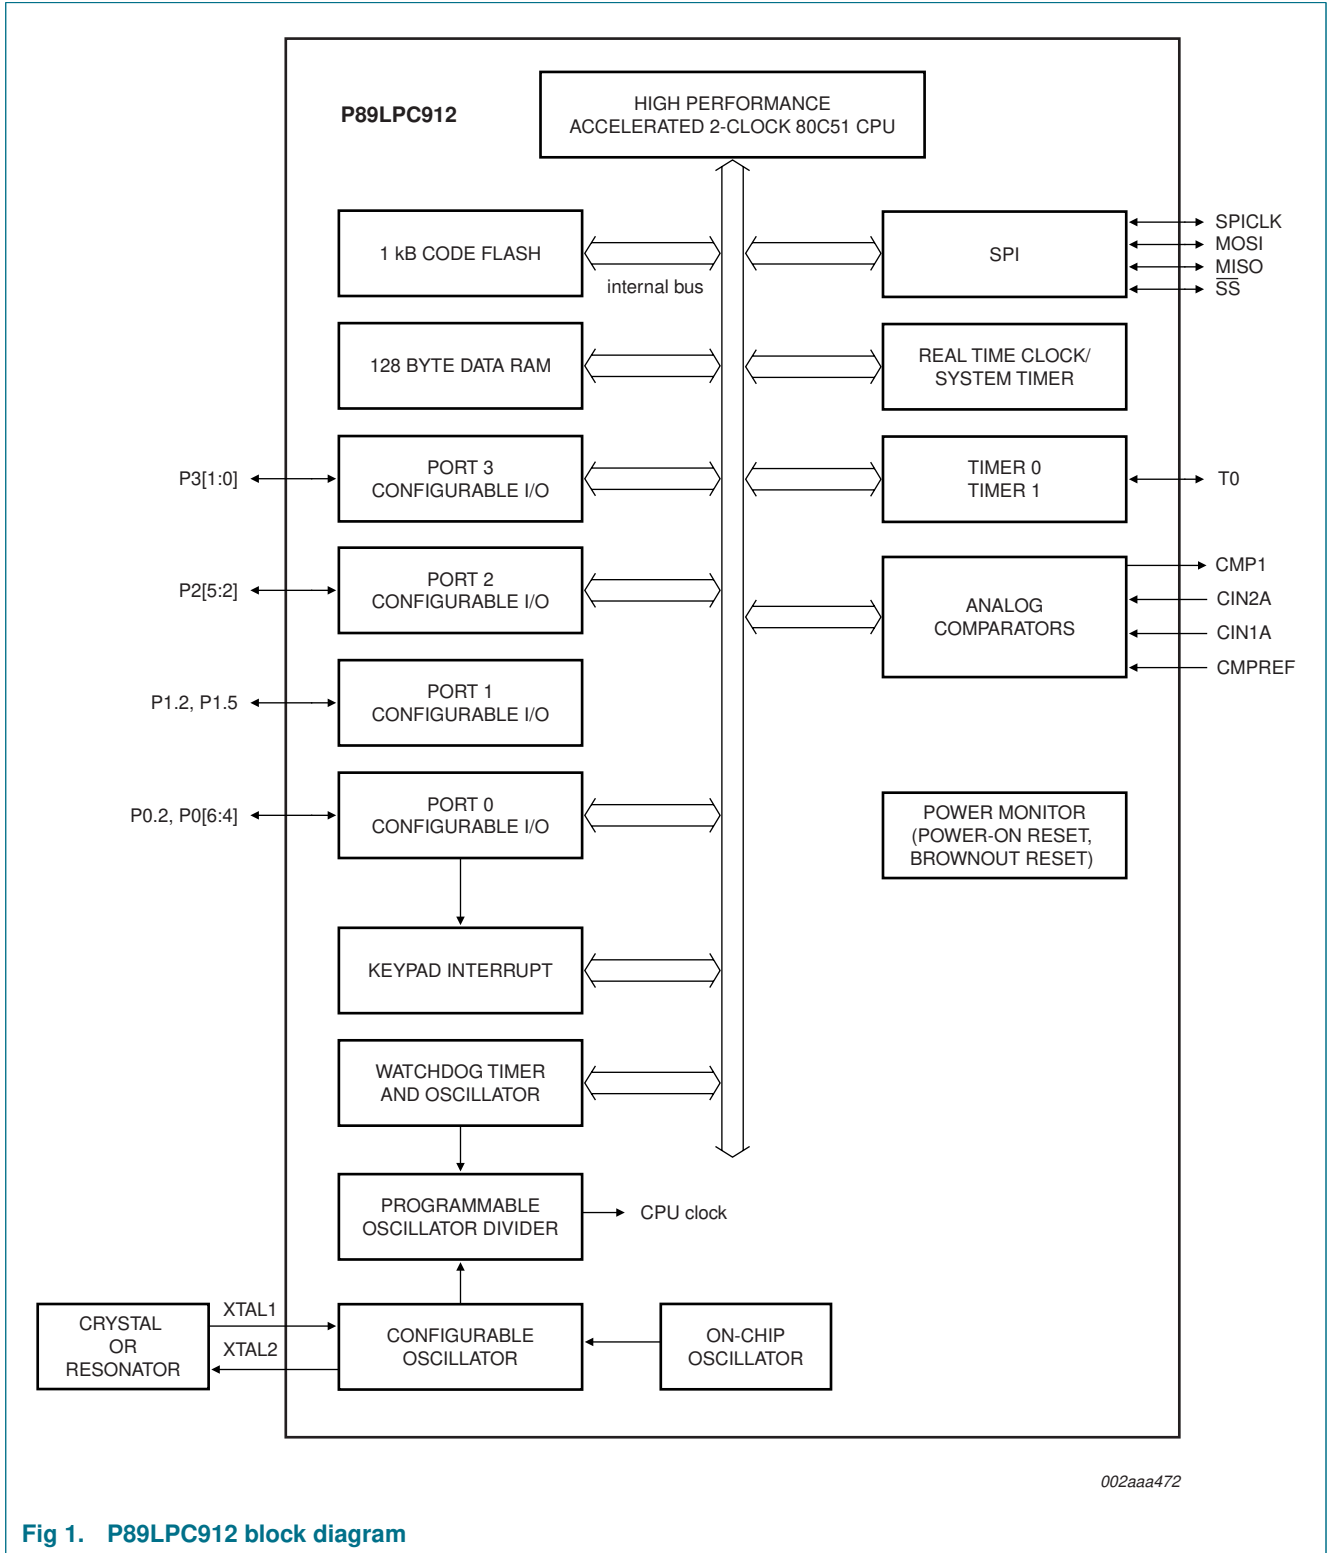 P89LPC912
HIGH PERFORMANCE
ACCELERATED 2-CLOCK 80C51 CPU
1 kB CODE FLASH
internal bus
SPI
SPICLK
MOSI
MISO
S̅S̅
128 BYTE DATA RAM
REAL TIME CLOCK/
SYSTEM TIMER
P3[1:0]
PORT 3
CONFIGURABLE I/O
TIMER 0
TIMER 1
T0
P2[5:2]
PORT 2
CONFIGURABLE I/O
ANALOG
COMPARATORS
CMP1
CIN2A
CIN1A
CMPREF
P1.2, P1.5
PORT 1
CONFIGURABLE I/O
P0.2, P0[6:4]
PORT 0
CONFIGURABLE I/O
POWER MONITOR
(POWER-ON RESET,
BROWNOUT RESET)
KEYPAD INTERRUPT
WATCHDOG TIMER
AND OSCILLATOR
PROGRAMMABLE
OSCILLATOR DIVIDER
CPU clock
CRYSTAL
OR
RESONATOR
XTAL1
XTAL2
CONFIGURABLE
OSCILLATOR
ON-CHIP
OSCILLATOR
002aaa472
Fig 1. P89LPC912 block diagram